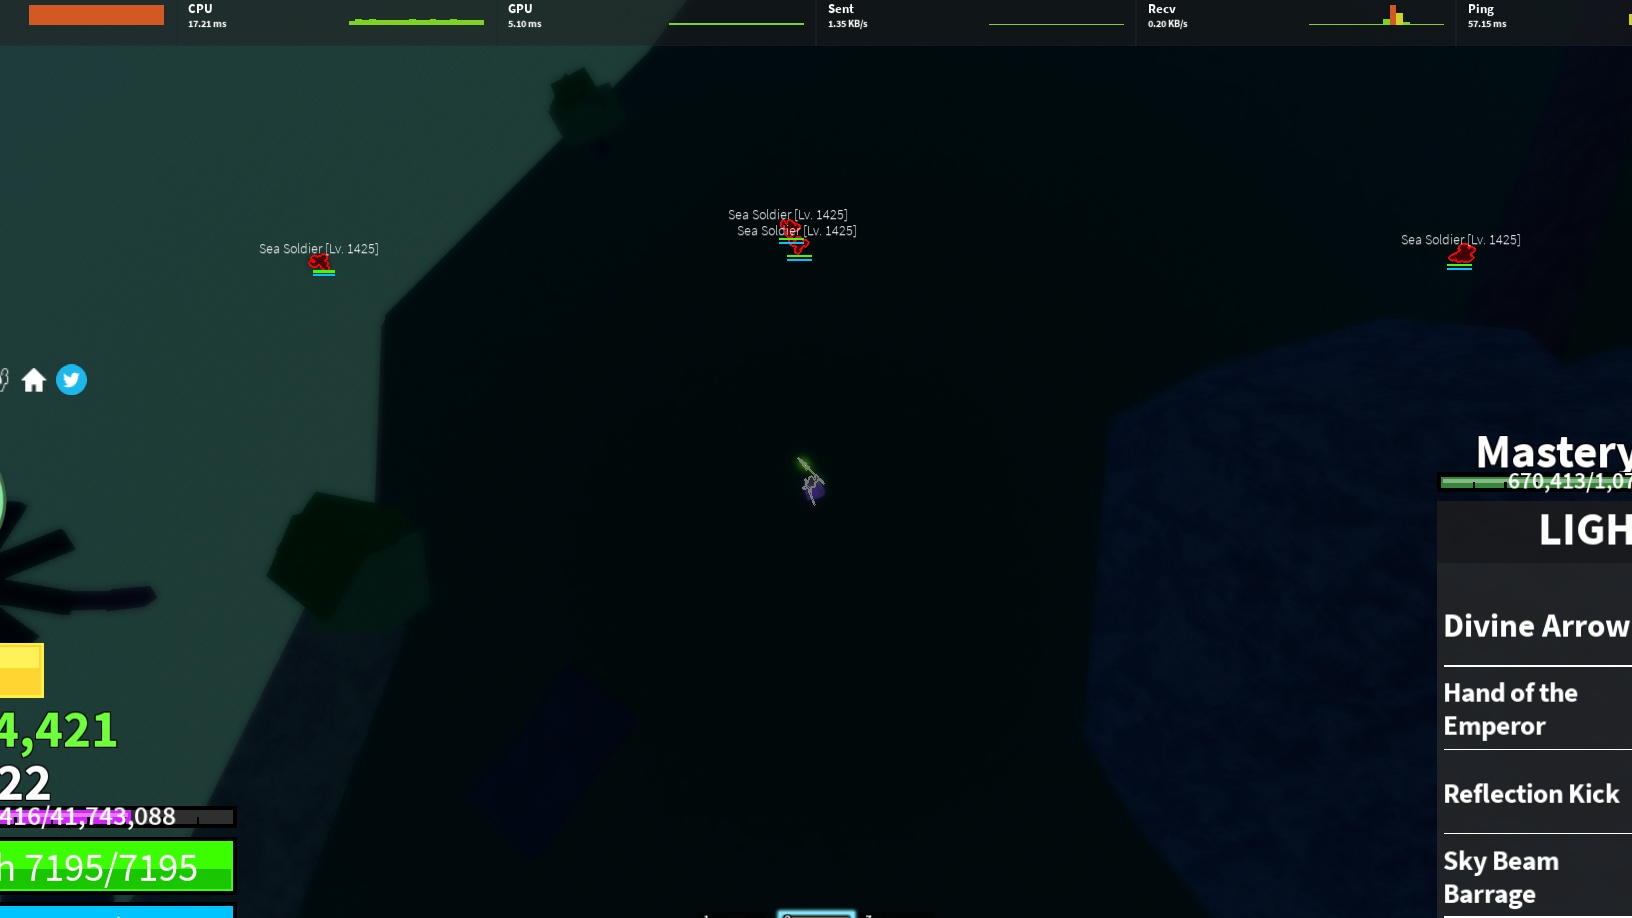 CPU
17.21 ms
GPU
5.10 ms
Sent
1.35 KB/s
Recv
0.20 KB/s
Ping
57.15 ms
Sea Soldier [Lv. 1425]
Sea Soldier [Lv. 1425]
Sea Soldier [Lv. 1425]
Sea Soldier [Lv. 1425]
Mastery
670,413/1,07
LIGH
Divine Arrow
Hand of the
Emperor
Reflection Kick
Sky Beam
Barrage
4,421
22
416/41,743,088
h 7195/7195